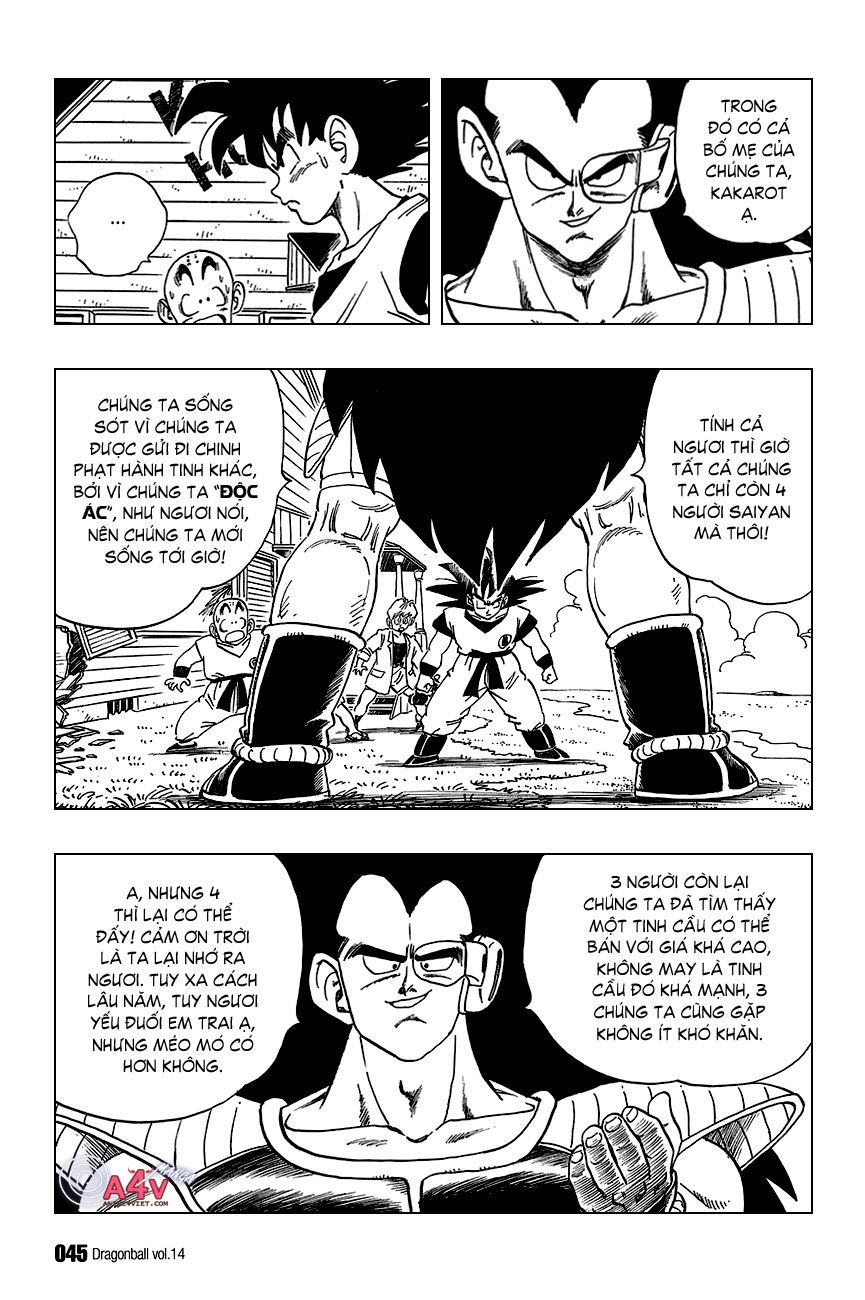 TRONG
ĐÓ CÓ CẢ
BỐ MẸ CỦA
CHÚNG TA,
KAKAROT
Ạ.
...
TÍNH CẢ
NGƯƠI THÌ GIỜ
TẤT CẢ CHÚNG
TA CHỈ CÒN 4
NGƯỜI SAIYAN
MÀ THÔI!
CHÚNG TA SỐNG
SÓT VÌ CHÚNG TA
ĐƯỢC GỬI ĐI CHINH
PHẠT HÀNH TINH KHÁC,
BỞI VÌ CHÚNG TA "ĐỘC
ÁC", NHƯ NGƯƠI NÓI,
NÊN CHÚNG TA MỚI
SỐNG TỚI GIỜ!
3 NGƯỜI CÒN LẠI
CHÚNG TA ĐÃ TÌM THẤY
MỘT TINH CẦU CÓ THỂ
BÁN VỚI GIÁ KHÁ CAO,
KHÔNG MAY LÀ TINH
CẦU ĐÓ KHÁ MẠNH, 3
CHÚNG TA CŨNG GẶP
KHÔNG ÍT KHÓ KHĂN.
A, NHƯNG 4
THÌ LẠI CÓ THỂ
ĐẤY! CẢM ƠN TRỜI
LÀ TA LẠI NHỚ RA
NGƯƠI. TUY XA CÁCH
LÂU NĂM, TUY NGƯƠI
YẾU ĐUỐI EM TRAI Ạ,
NHƯNG MÉO MÓ CÓ
HƠN KHÔNG.
MANGA
A4V
ANIME4VIET.COM
045 Dragonball vol.14